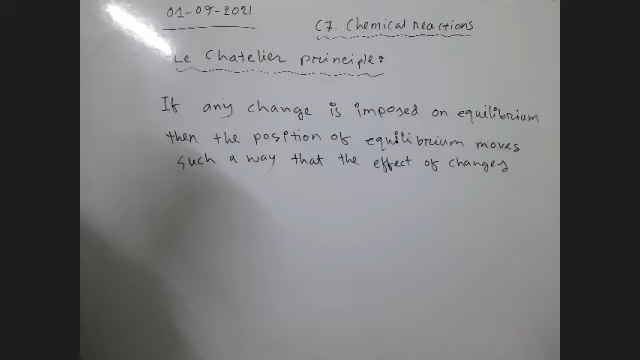 01-09-2021
C7. Chemical Reactions
Le Chatelier principle:
If any change is imposed on equilibrium
then the position of equilibrium moves
such a way that the effect of changes